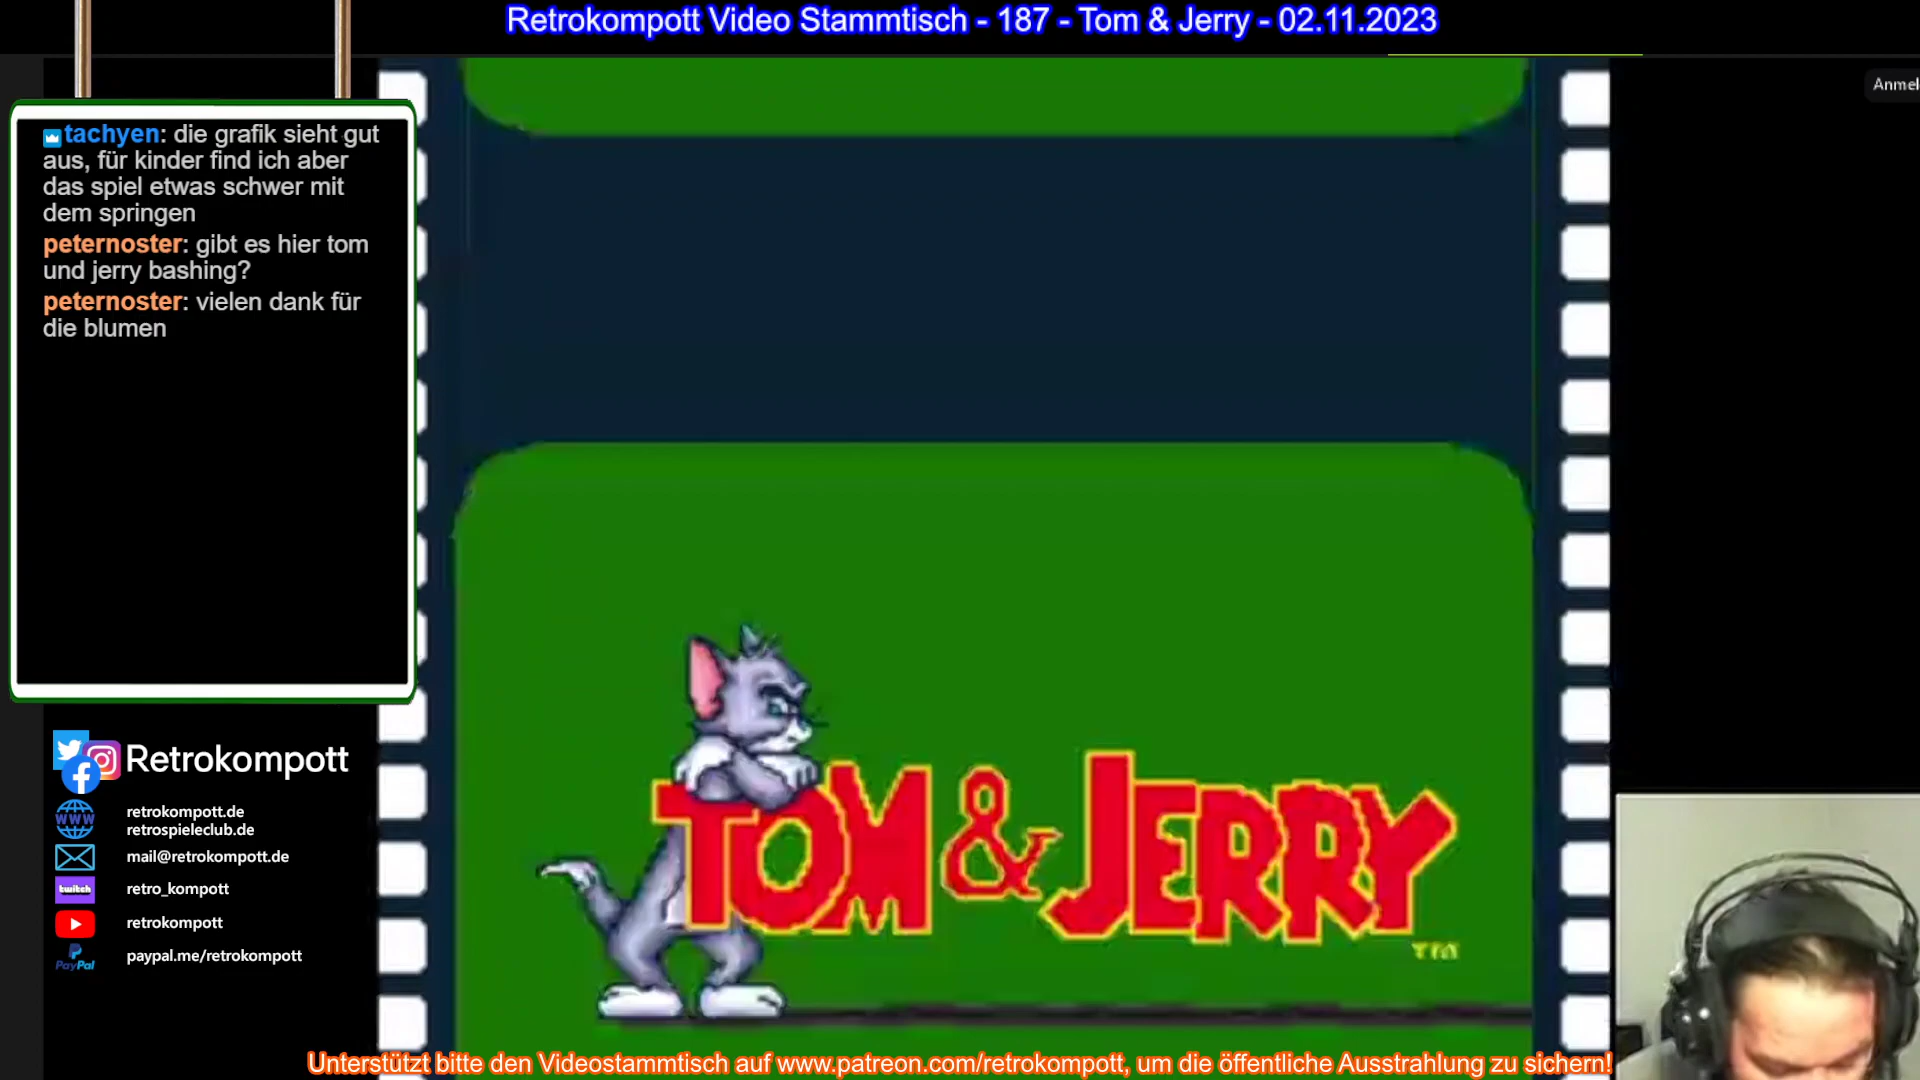 Retrokompott Video Stammtisch - 187 - Tom & Jerry - 02.11.2023
Anmel
tachyen: die grafik sieht gut
aus, für kinder find ich aber
das spiel etwas schwer mit
dem springen
peternoster: gibt es hier tom
und jerry bashing?
peternoster: vielen dank für
die blumen
Retrokompott
WWW
retrokompott.de
retrospieleclub.de
mail@retrokompott.de
twitch
retro_kompott
retrokompott
PayPal
paypal.me/retrokompott
TOM & JERRY
TM
Unterstützt bitte den Videostammtisch auf www.patreon.com/retrokompott, um die öffentliche Ausstrahlung zu sichern!